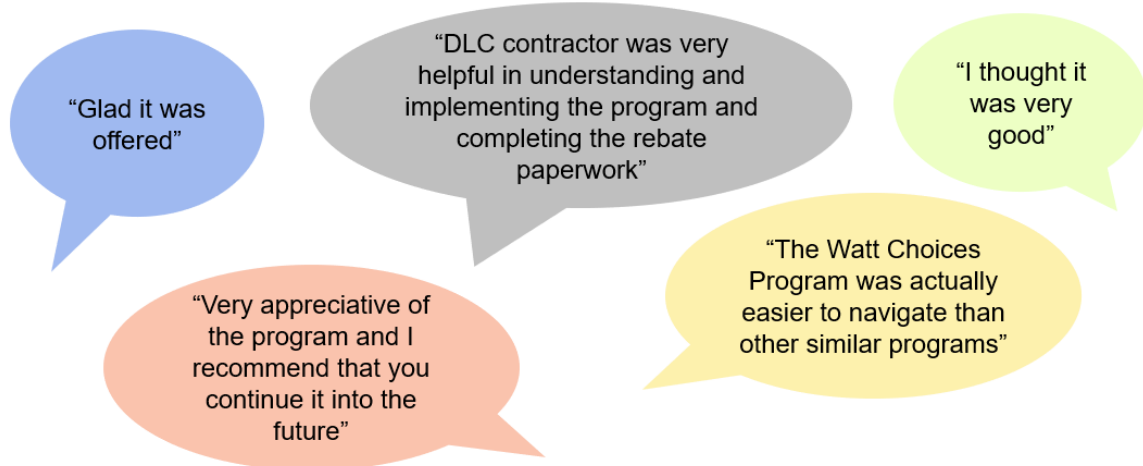 “Glad it was
offered”
“DLC contractor was very
helpful in understanding and
implementing the program and
completing the rebate
paperwork”
“I thought it
was very
good”
“Very appreciative of
the program and I
recommend that you
continue it into the
future”
“The Watt Choices
Program was actually
easier to navigate than
other similar programs”